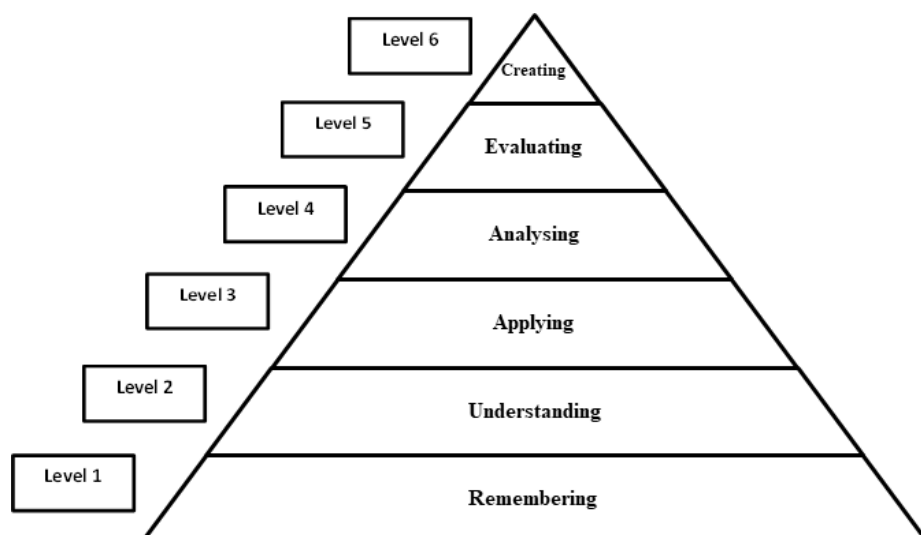 Level 6
Creating
Level 5
Evaluating
Level 4
Analysing
Level 3
Applying
Level 2
Understanding
Level 1
Remembering